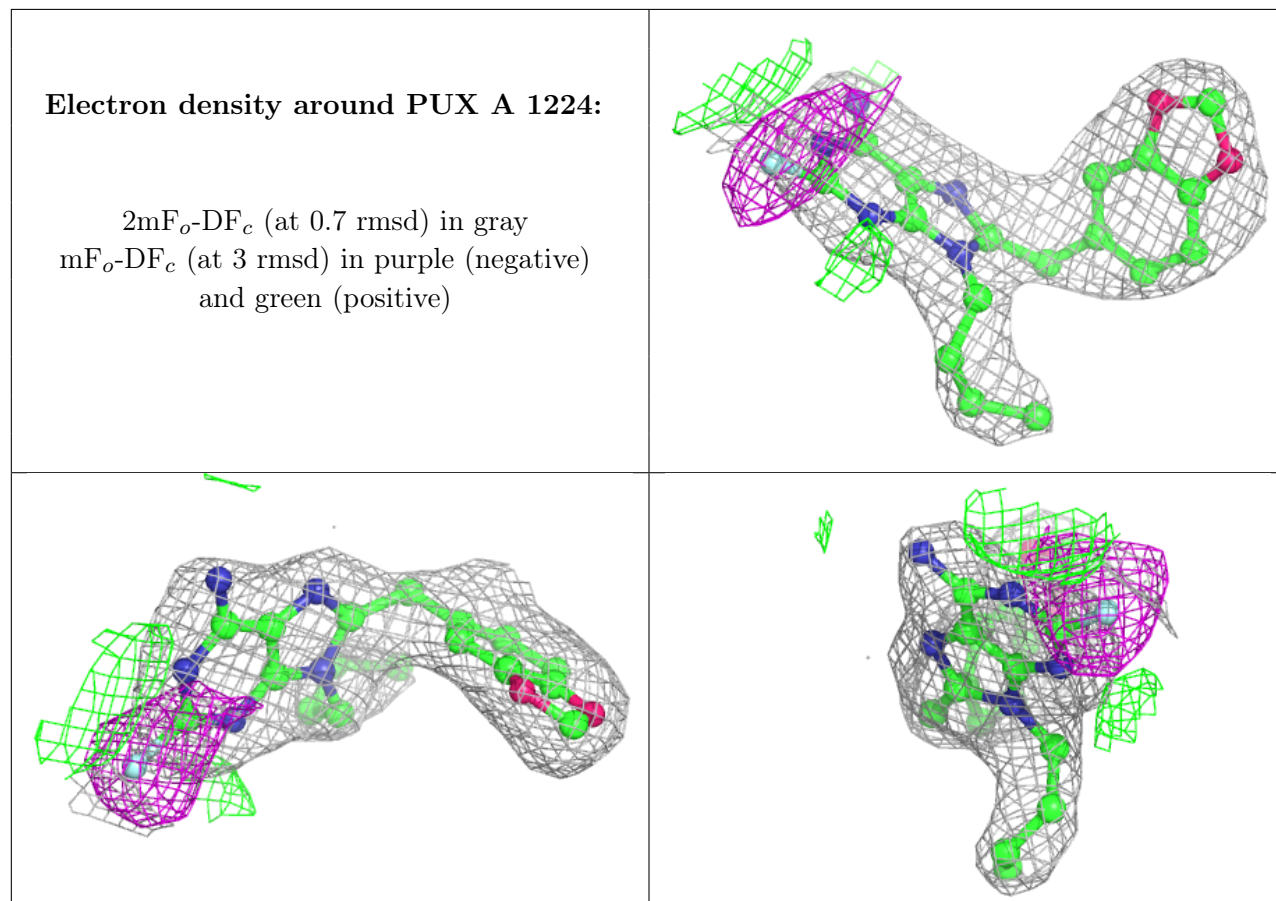 Electron density around PUX A 1224:
2mFₒ-DF𝒸 (at 0.7 rmsd) in gray
mFₒ-DF𝒸 (at 3 rmsd) in purple (negative)
and green (positive)